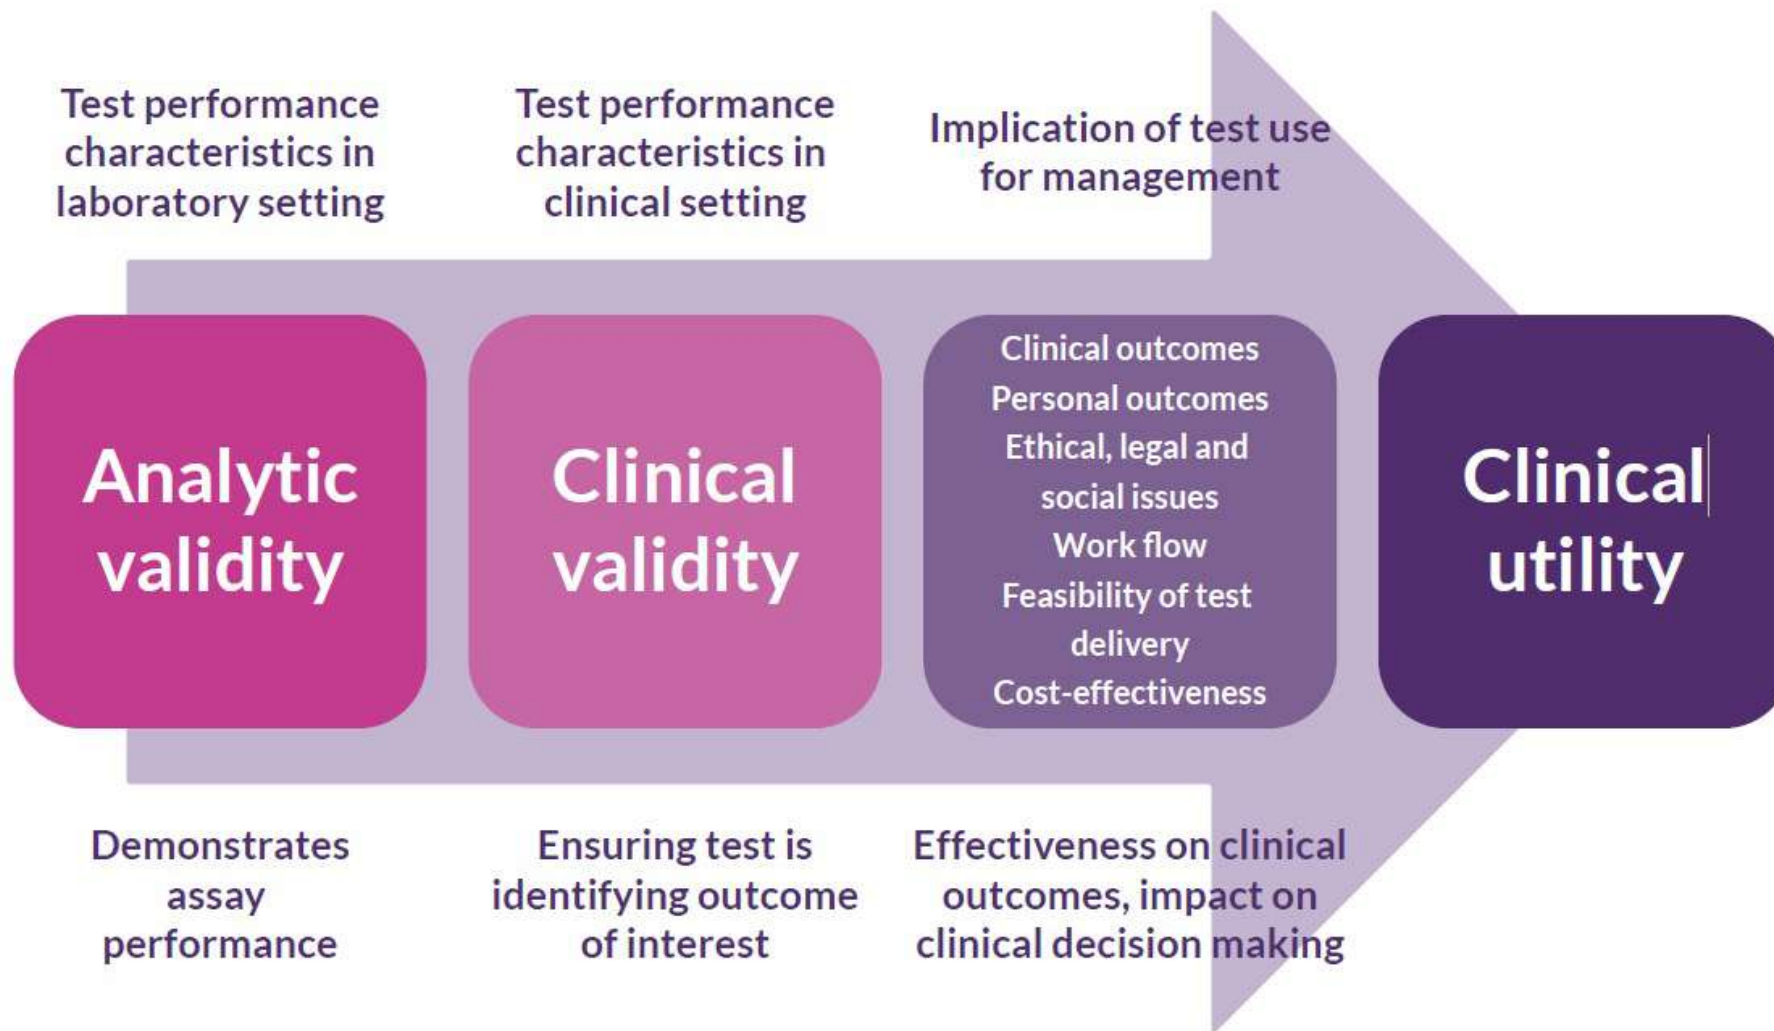 Test performance
characteristics in
laboratory setting
Test performance
characteristics in
clinical setting
Implication of test use
for management
Analytic
validity
Clinical
validity
Clinical outcomes
Personal outcomes
Ethical, legal and
social issues
Work flow
Feasibility of test
delivery
Cost-effectiveness
Clinical
utility
Demonstrates
assay
performance
Ensuring test is
identifying outcome
of interest
Effectiveness on clinical
outcomes, impact on
clinical decision making